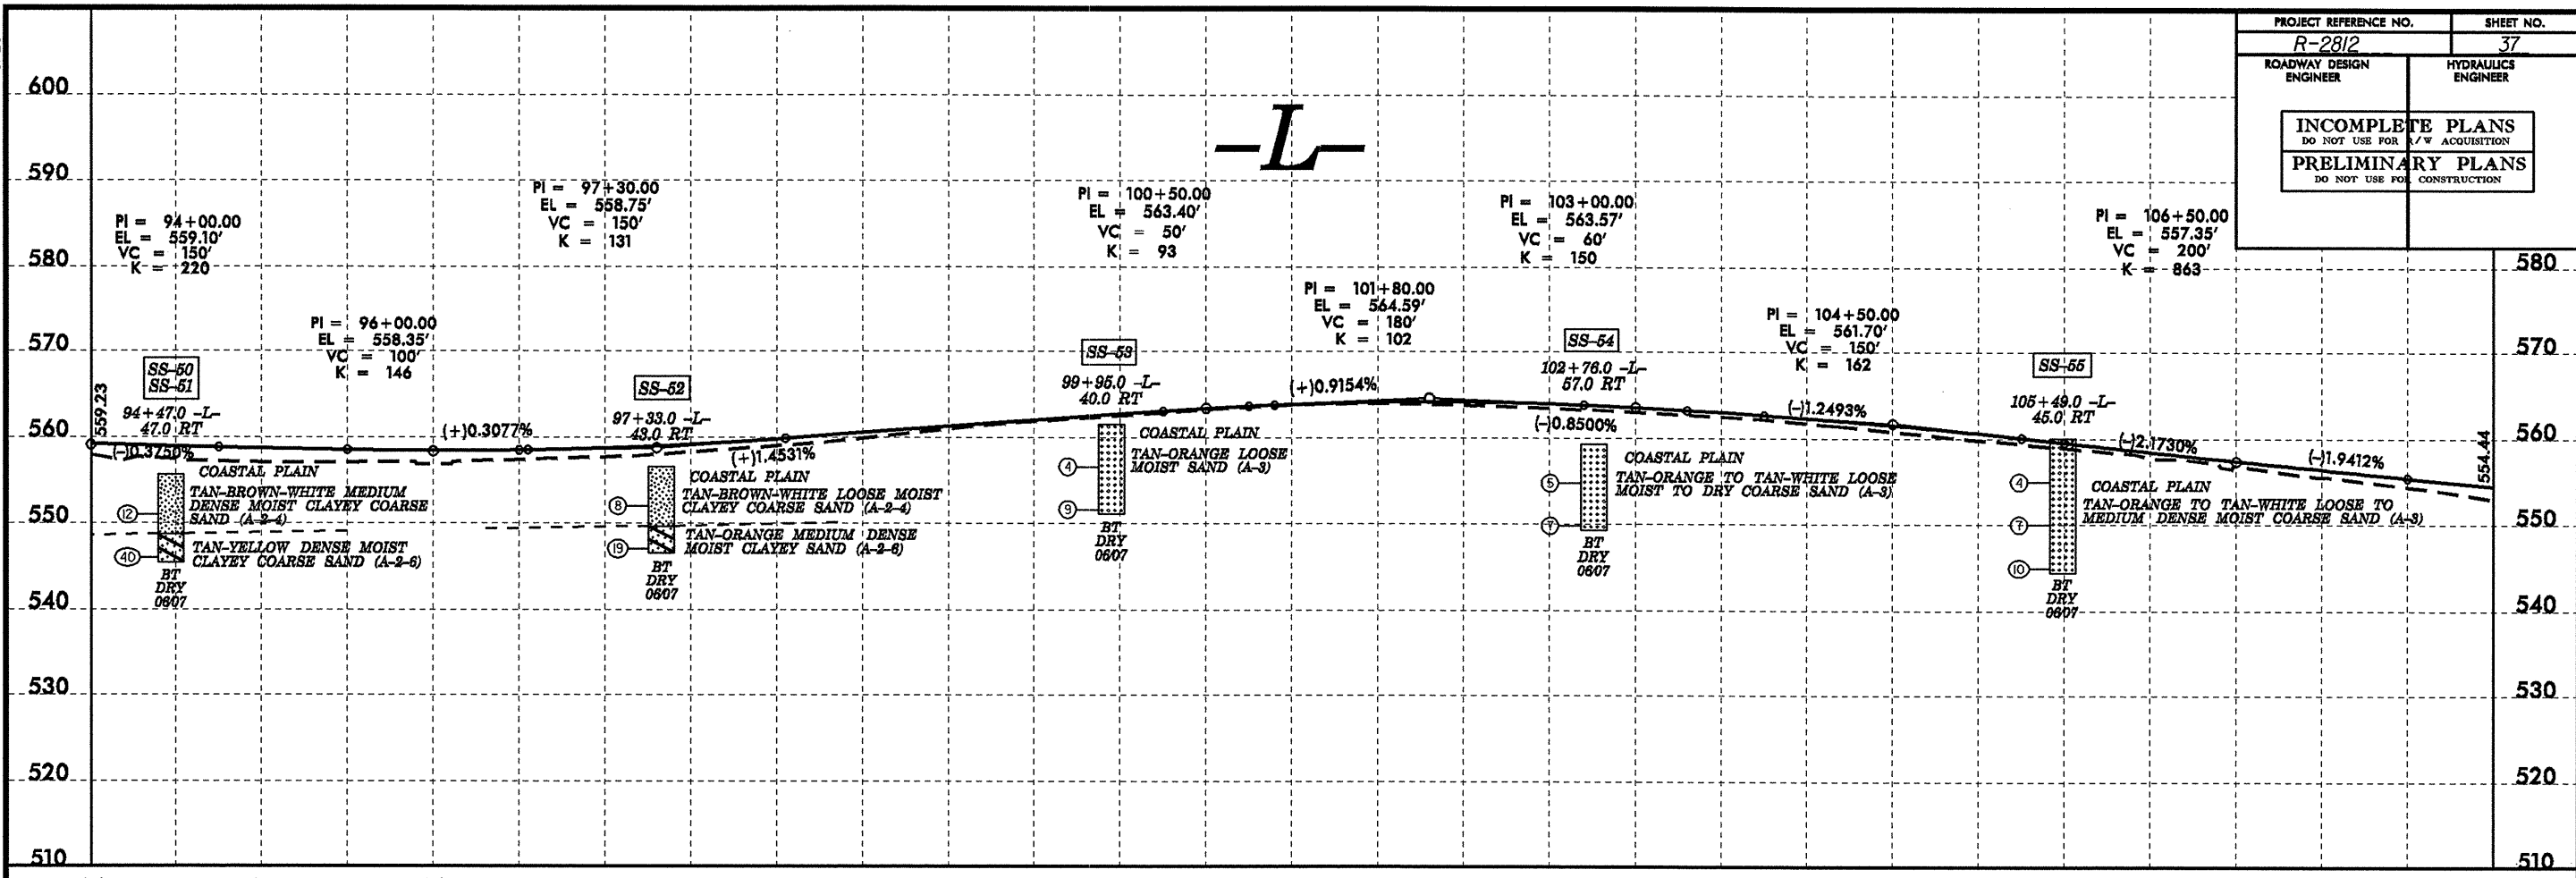 PROJECT REFERENCE NO.
SHEET NO.
R-2812
37
ROADWAY DESIGN
ENGINEER
HYDRAULICS
ENGINEER
INCOMPLETE PLANS
DO NOT USE FOR R/W ACQUISITION
PRELIMINARY PLANS
DO NOT USE FOR CONSTRUCTION
-L-
600
590
580
570
560
550
540
530
520
510
580
570
560
550
540
530
520
510
PI = 94+00.00
EL = 559.10'
VC = 150'
K = 220
PI = 96+00.00
EL = 558.35'
VC = 100'
K = 146
PI = 97+30.00
EL = 558.75'
VC = 150'
K = 131
PI = 100+50.00
EL = 563.40'
VC = 50'
K = 93
PI = 101+80.00
EL = 564.59'
VC = 180'
K = 102
PI = 103+00.00
EL = 563.57'
VC = 60'
K = 150
PI = 104+50.00
EL = 561.70'
VC = 150'
K = 162
PI = 106+50.00
EL = 557.35'
VC = 200'
K = 863
559.23
(-)0.3750%
(+)0.3077%
(+)1.4531%
(+)0.9154%
(-)0.8500%
(-)1.2493%
(-)2.1730%
(-)1.9412%
554.44
SS-50
SS-51
94+47.0 -L-
47.0 RT
COASTAL PLAIN
TAN-BROWN-WHITE MEDIUM
DENSE MOIST CLAYEY COARSE
SAND (A-2-4)
12
TAN-YELLOW DENSE MOIST
CLAYEY COARSE SAND (A-2-6)
40
BT
DRY
06/07
SS-52
97+33.0 -L-
43.0 RT
COASTAL PLAIN
TAN-BROWN-WHITE LOOSE MOIST
CLAYEY COARSE SAND (A-2-4)
8
TAN-ORANGE MEDIUM DENSE
MOIST CLAYEY SAND (A-2-6)
19
BT
DRY
06/07
SS-53
99+95.0 -L-
40.0 RT
COASTAL PLAIN
TAN-ORANGE LOOSE
MOIST SAND (A-3)
4
9
BT
DRY
06/07
SS-54
102+76.0 -L-
57.0 RT
COASTAL PLAIN
TAN-ORANGE TO TAN-WHITE LOOSE
MOIST TO DRY COARSE SAND (A-3)
5
7
BT
DRY
06/07
SS-55
105+49.0 -L-
45.0 RT
COASTAL PLAIN
TAN-ORANGE TO TAN-WHITE LOOSE TO
MEDIUM DENSE MOIST COARSE SAND (A-3)
4
7
10
BT
DRY
06/07